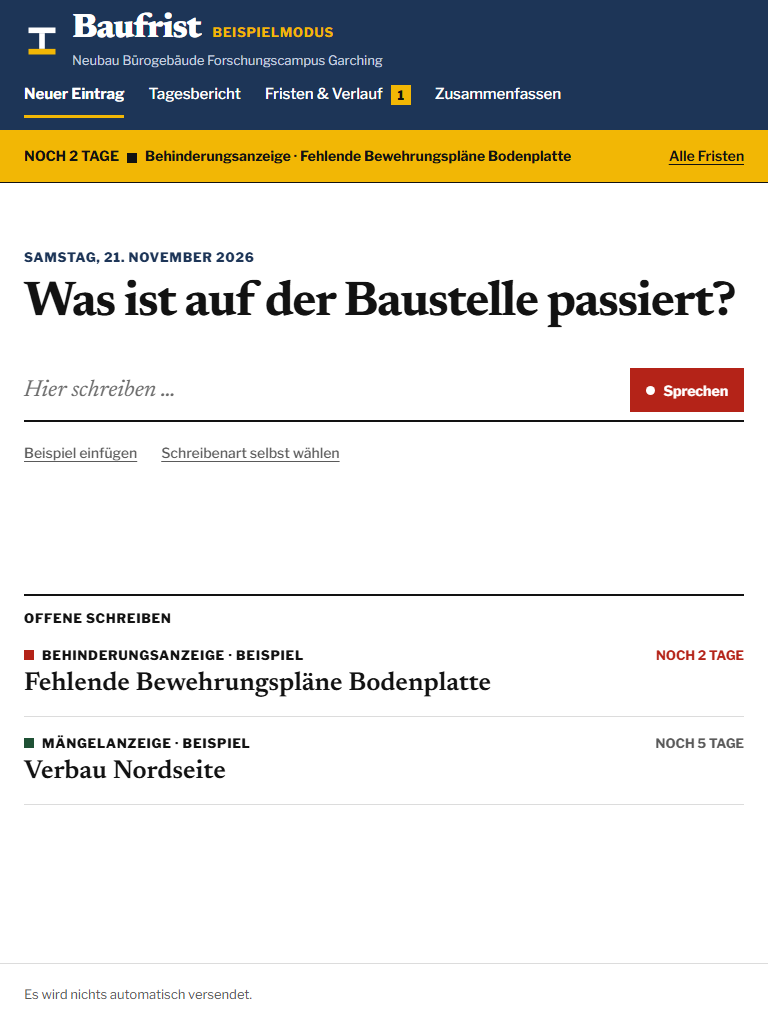 Baufrist BEISPIELMODUS
Neubau Bürogebäude Forschungscampus Garching
Neuer Eintrag Tagesbericht Fristen & Verlauf 1 Zusammenfassen
NOCH 2 TAGE Behinderungsanzeige · Fehlende Bewehrungspläne Bodenplatte Alle Fristen
SAMSTAG, 21. NOVEMBER 2026
Was ist auf der Baustelle passiert?
Hier schreiben ... Sprechen
Beispiel einfügen Schreibenart selbst wählen
OFFENE SCHREIBEN
BEHINDERUNGSANZEIGE · BEISPIEL NOCH 2 TAGE
Fehlende Bewehrungspläne Bodenplatte
MÄNGELANZEIGE · BEISPIEL NOCH 5 TAGE
Verbau Nordseite
Es wird nichts automatisch versendet.